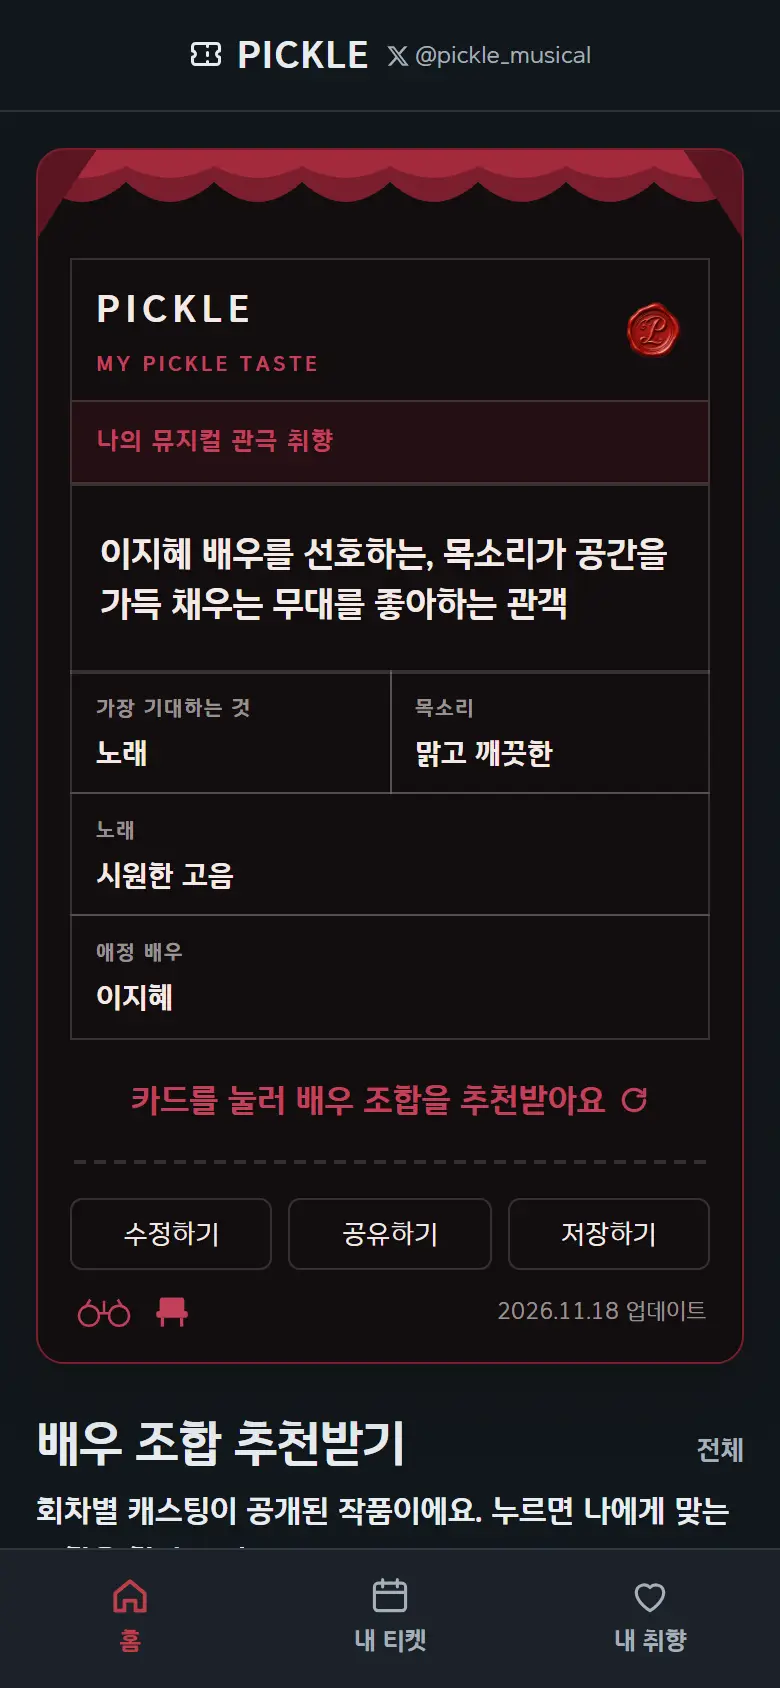 PICKLE @pickle_musical
PICKLE
MY PICKLE TASTE
P
나의 뮤지컬 관극 취향
이지혜 배우를 선호하는, 목소리가 공간을
가득 채우는 무대를 좋아하는 관객
가장 기대하는 것
노래
목소리
맑고 깨끗한
노래
시원한 고음
애정 배우
이지혜
카드를 눌러 배우 조합을 추천받아요
수정하기 공유하기 저장하기
2026.11.18 업데이트
배우 조합 추천받기 전체
회차별 캐스팅이 공개된 작품이에요. 누르면 나에게 맞는
홈 내 티켓 내 취향